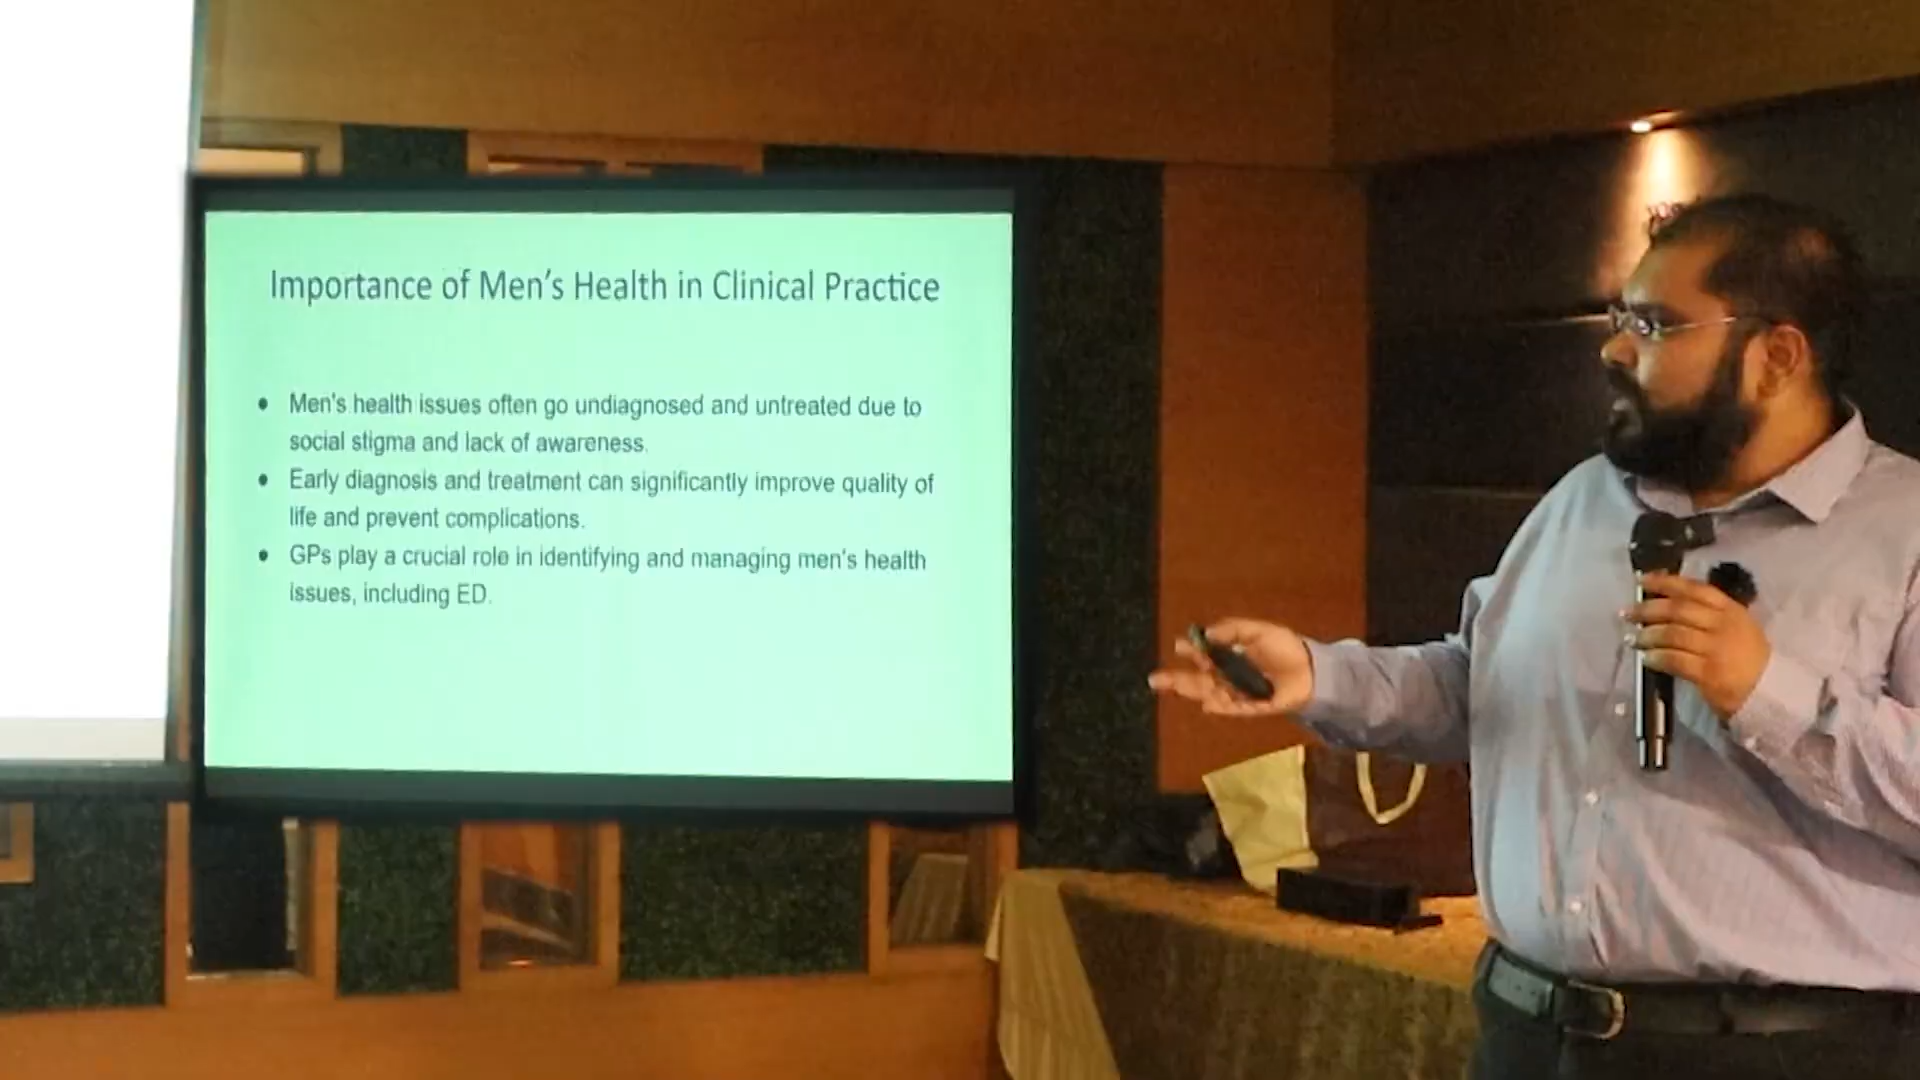 Importance of Men's Health in Clinical Practice
• Men's health issues often go undiagnosed and untreated due to
social stigma and lack of awareness.
• Early diagnosis and treatment can significantly improve quality of
life and prevent complications.
• GPs play a crucial role in identifying and managing men's health
issues, including ED.